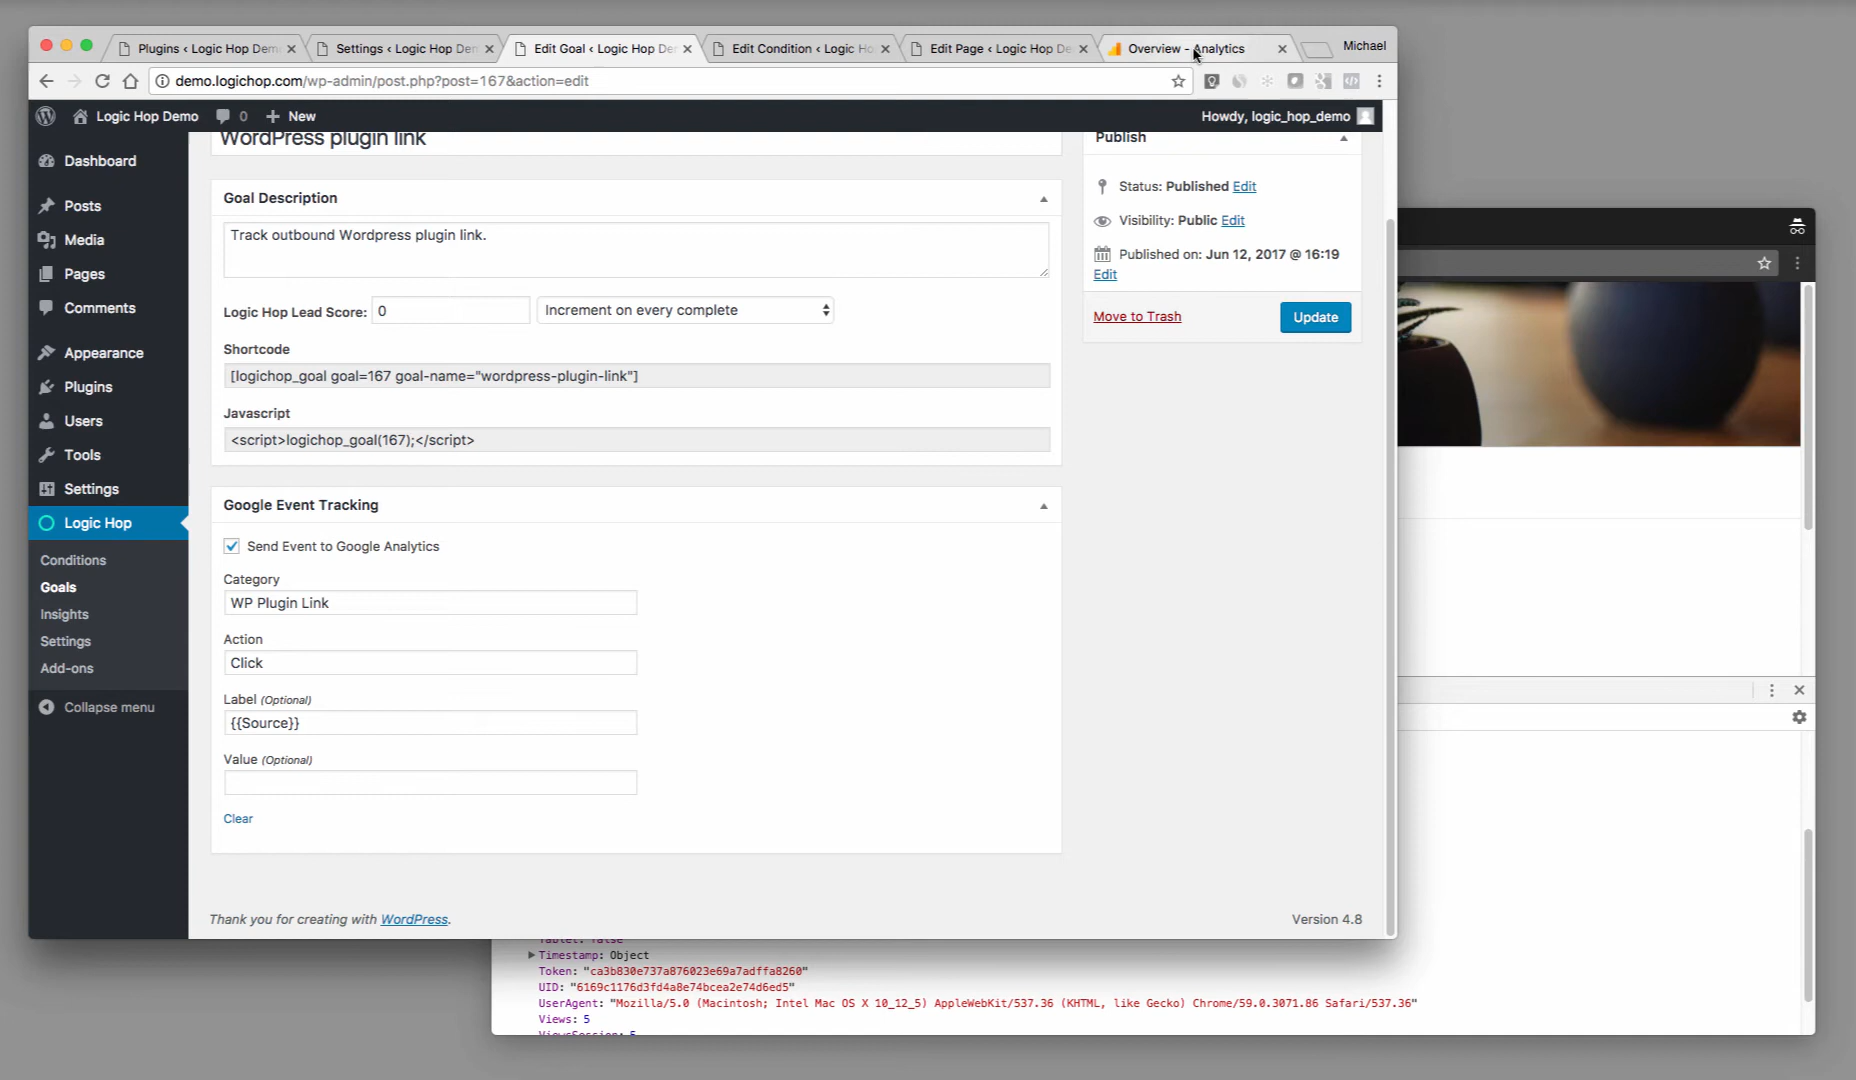 Plugins ‹ Logic Hop Dem
Settings ‹ Logic Hop Dem
Edit Goal ‹ Logic Hop De
Edit Condition ‹ Logic Ho
Edit Page ‹ Logic Hop De
Overview - Analytics
Michael
demo.logichop.com/wp-admin/post.php?post=167&action=edit
Logic Hop Demo
0
New
Howdy, logic_hop_demo
Dashboard
Posts
Media
Pages
Comments
Appearance
Plugins
Users
Tools
Settings
Logic Hop
Conditions
Goals
Insights
Settings
Add-ons
Collapse menu
WordPress plugin link
Goal Description
Track outbound Wordpress plugin link.
Logic Hop Lead Score: 0 Increment on every complete
Shortcode
[logichop_goal goal=167 goal-name="wordpress-plugin-link"]
Javascript
<script>logichop_goal(167);</script>
Google Event Tracking
Send Event to Google Analytics
Category
WP Plugin Link
Action
Click
Label (Optional)
{{Source}}
Value (Optional)
Clear
Publish
Status: Published Edit
Visibility: Public Edit
Published on: Jun 12, 2017 @ 16:19
Edit
Move to Trash
Update
Thank you for creating with WordPress.
Version 4.8
Tablet: false
Timestamp: Object
Token: "ca3b830e737a876023e69a7adffa8260"
UID: "6169c1176d3fd4a8e74bcea2e74d6ed5"
UserAgent: "Mozilla/5.0 (Macintosh; Intel Mac OS X 10_12_5) AppleWebKit/537.36 (KHTML, like Gecko) Chrome/59.0.3071.86 Safari/537.36"
Views: 5
ViewsSession: 5